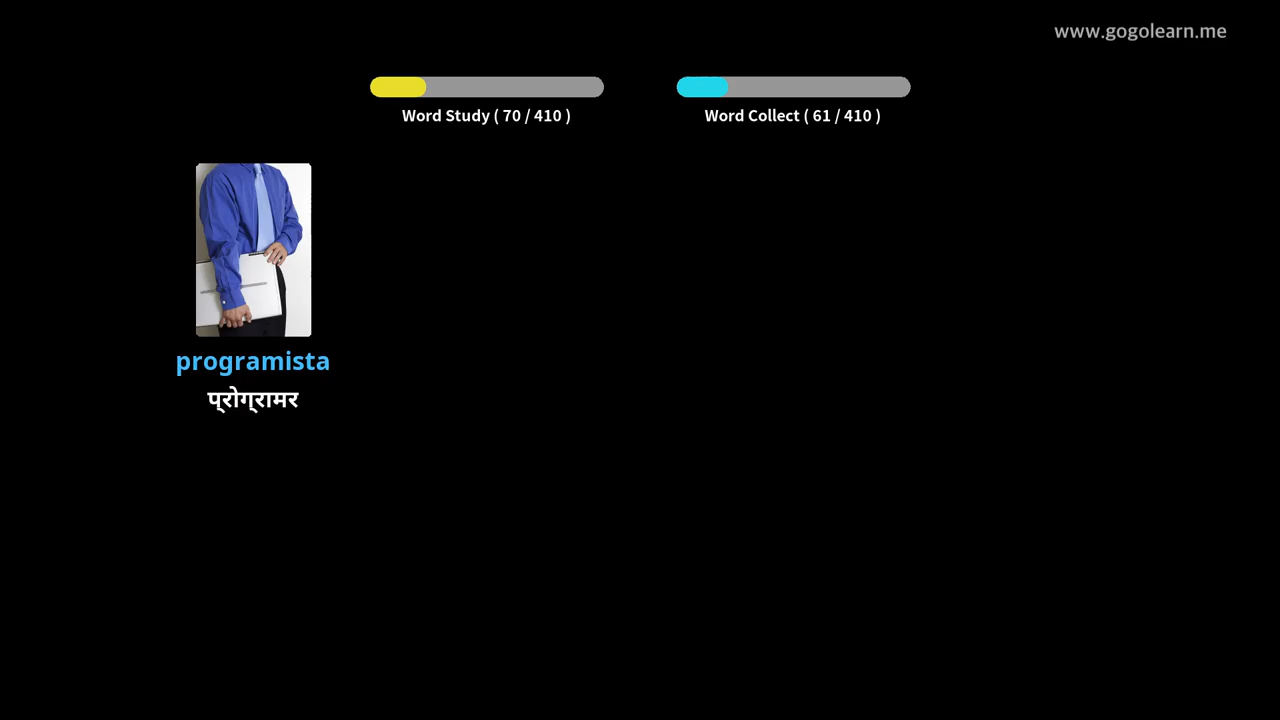 www.gogolearn.me
Word Study ( 70 / 410 )
Word Collect ( 61 / 410 )
programista
प्रोग्रामर